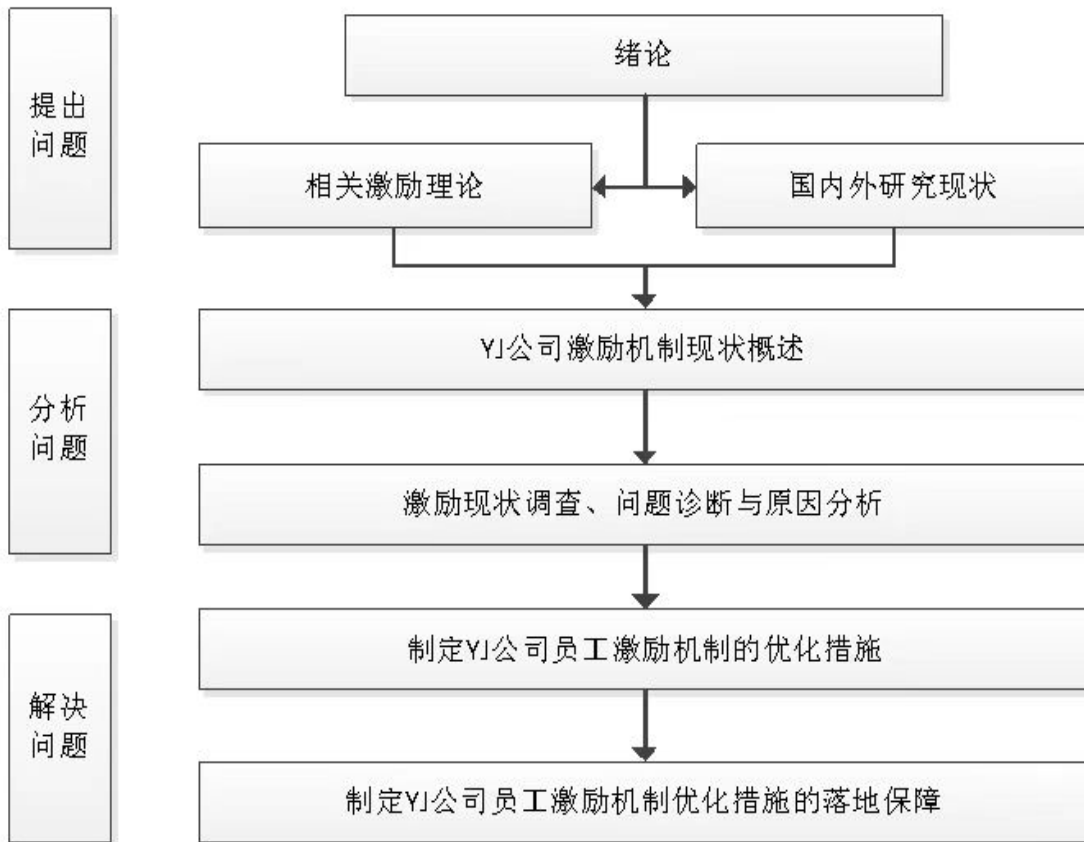 提出
问题
绪论
相关激励理论
国内外研究现状
分析
问题
YJ公司激励机制现状概述
激励现状调查、问题诊断与原因分析
解决
问题
制定YJ公司员工激励机制的优化措施
制定YJ公司员工激励机制优化措施的落地保障